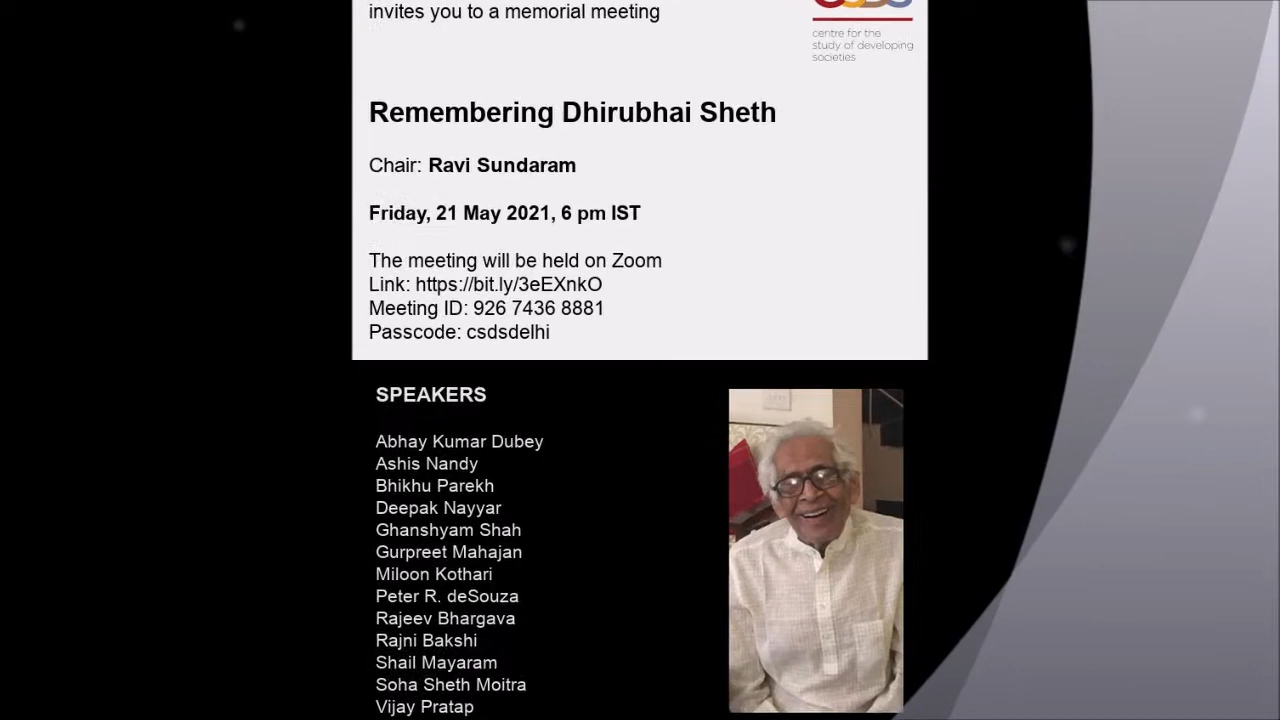 invites you to a memorial meeting
centre for the
study of developing
societies
Remembering Dhirubhai Sheth
Chair: Ravi Sundaram
Friday, 21 May 2021, 6 pm IST
The meeting will be held on Zoom
Link: https://bit.ly/3eEXnkO
Meeting ID: 926 7436 8881
Passcode: csdsdelhi
SPEAKERS
Abhay Kumar Dubey
Ashis Nandy
Bhikhu Parekh
Deepak Nayyar
Ghanshyam Shah
Gurpreet Mahajan
Miloon Kothari
Peter R. deSouza
Rajeev Bhargava
Rajni Bakshi
Shail Mayaram
Soha Sheth Moitra
Vijay Pratap